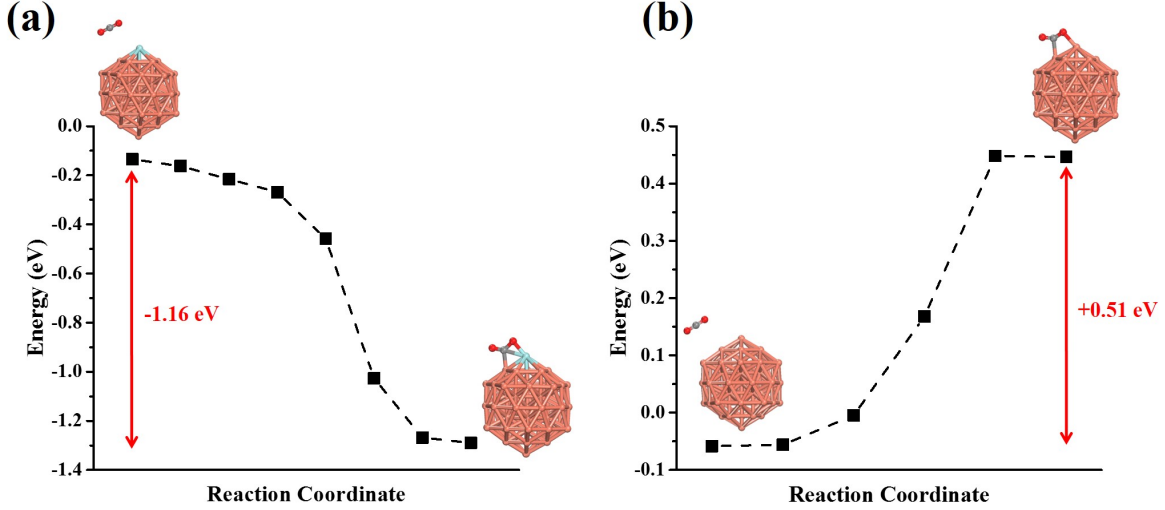 (a)
0.0
-0.2
-0.4
-0.6
-0.8
-1.0
-1.2
-1.4
Energy (eV)
-1.16 eV
Reaction Coordinate
(b)
0.5
0.4
0.3
0.2
0.1
0.0
-0.1
Energy (eV)
+0.51 eV
Reaction Coordinate